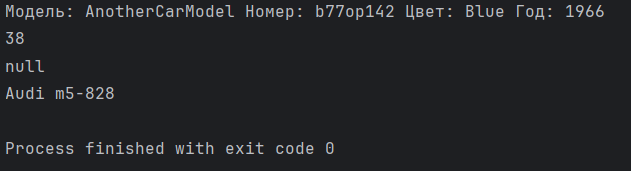 Модель: AnotherCarModel Номер: b77op142 Цвет: Blue Год: 1966
38
null
Audi m5-828
Process finished with exit code 0